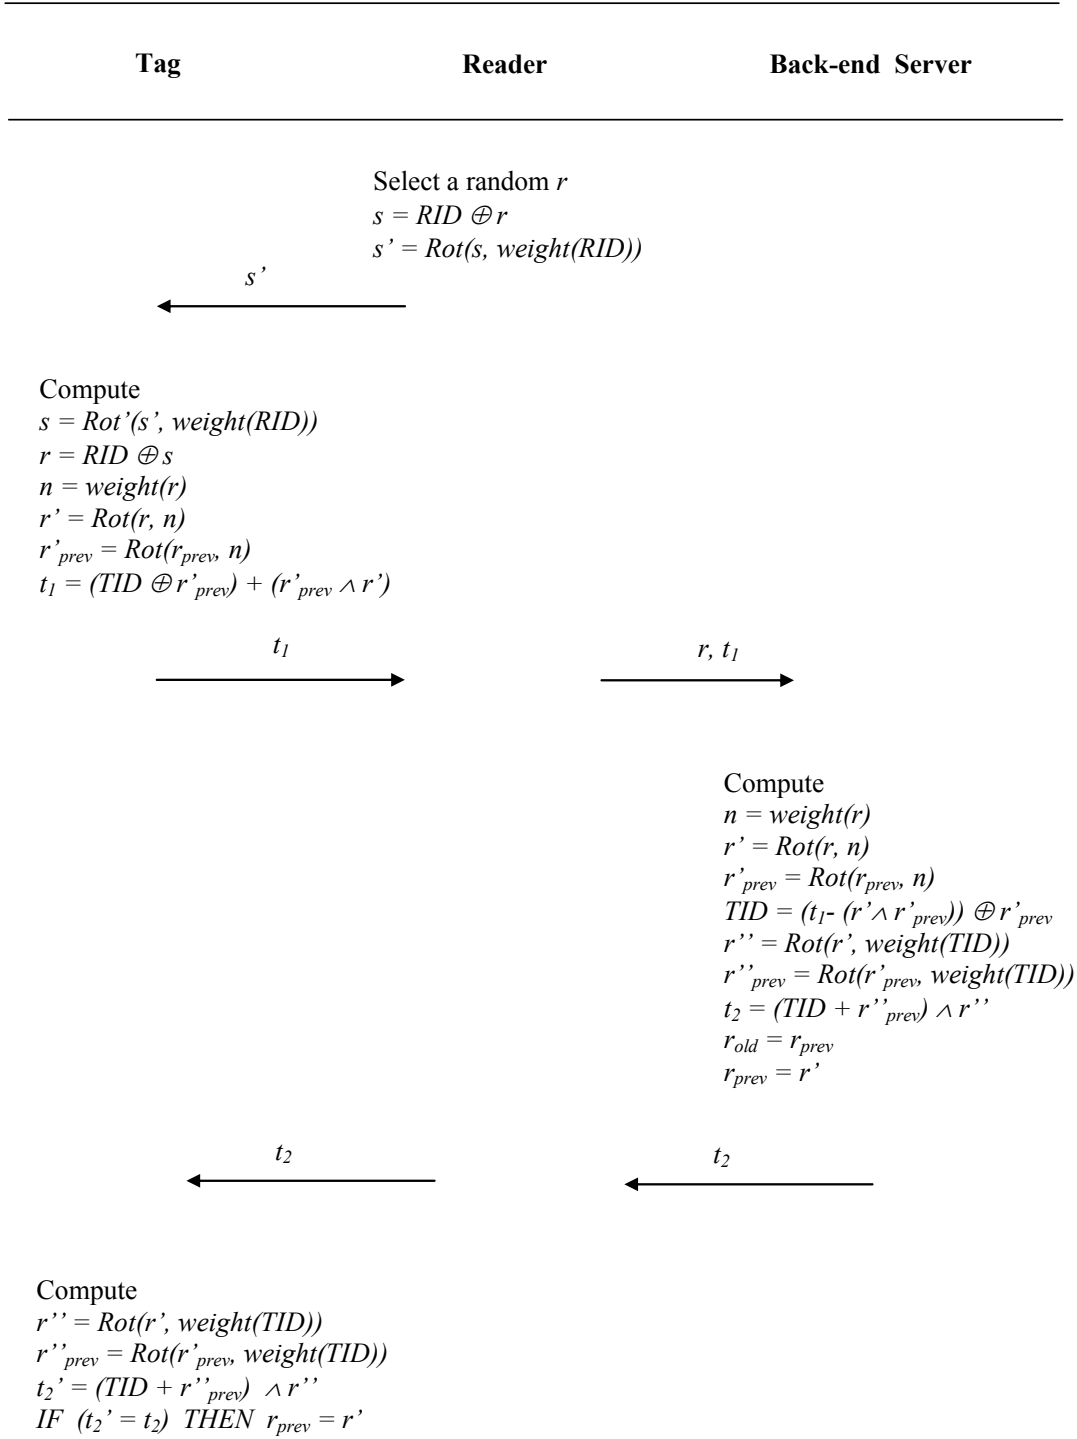 Tag Reader Back-end Server
Select a random r
s = RID ⊕ r
s’ = Rot(s, weight(RID))
s’
Compute
s = Rot’(s’, weight(RID))
r = RID ⊕ s
n = weight(r)
r’ = Rot(r, n)
r’prev = Rot(rprev, n)
t1 = (TID ⊕ r’prev) + (r’prev ∧ r’)
t1 r, t1
Compute
n = weight(r)
r’ = Rot(r, n)
r’prev = Rot(rprev, n)
TID = (t1- (r’∧ r’prev)) ⊕ r’prev
r’’ = Rot(r’, weight(TID))
r’’prev = Rot(r’prev, weight(TID))
t2 = (TID + r’’prev) ∧ r’’
rold = rprev
rprev = r’
t2 t2
Compute
r’’ = Rot(r’, weight(TID))
r’’prev = Rot(r’prev, weight(TID))
t2’ = (TID + r’’prev) ∧ r’’
IF (t2’ = t2) THEN rprev = r’